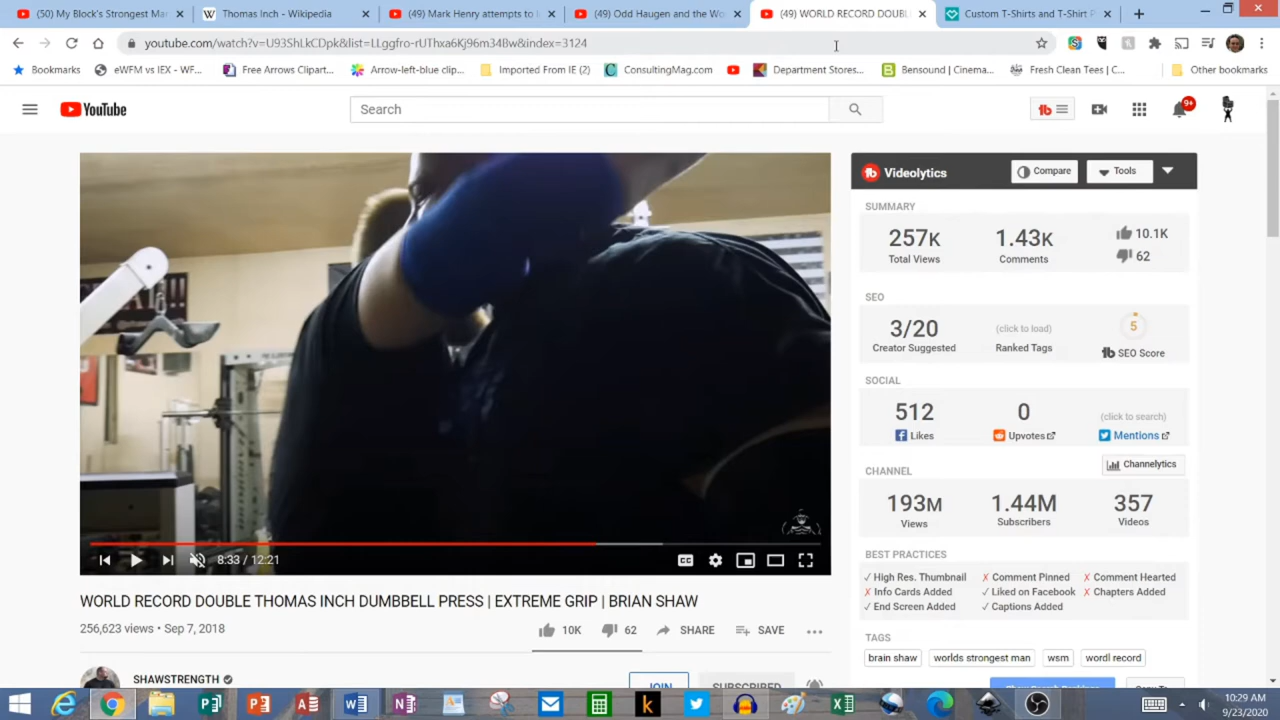 (50) My Block's Strongest Ma
Thomas Inch - Wikipedia
(49) Mark Henry attempts to l
(50) Odd Haugen and the Wo
(49) WORLD RECORD DOUBL
Custom T-Shirts and T-Shirt P
youtube.com/watch?v=U93ShLkCDpk&list=LLggfro-rUThxa6Kj96m34Pw&index=3124
Bookmarks
eWFM vs IEX - WF...
Free Arrows Clipart...
Arrow-left-blue clip...
Imported From IE (2)
ConsultingMag.com
Department Stores...
Bensound | Cinema...
Fresh Clean Tees | C...
Other bookmarks
YouTube
Search
9+
Videolytics
Compare
Tools
SUMMARY
257K 1.43K 10.1K
Total Views Comments 62
SEO
3/20 (click to load) 5
Creator Suggested Ranked Tags SEO Score
SOCIAL
512 0 (click to search)
Likes Upvotes Mentions
CHANNEL Channelytics
193M 1.44M 357
Views Subscribers Videos
BEST PRACTICES
✓ High Res. Thumbnail ✗ Comment Pinned ✗ Comment Hearted
✗ Info Cards Added ✓ Liked on Facebook ✗ Chapters Added
✓ End Screen Added ✓ Captions Added
TAGS
brain shaw worlds strongest man wsm wordl record
8:33 / 12:21
WORLD RECORD DOUBLE THOMAS INCH DUMBBELL PRESS | EXTREME GRIP | BRIAN SHAW
256,623 views • Sep 7, 2018
10K 62 SHARE SAVE
SHAWSTRENGTH
JOIN SUBSCRIBED
10:29 AM
9/23/2020